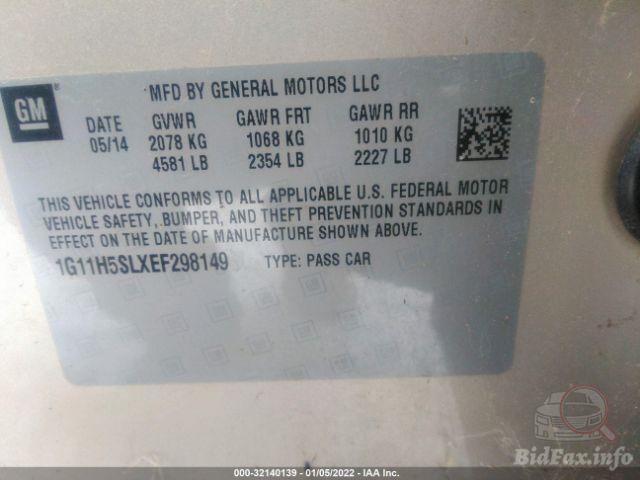 MFD BY GENERAL MOTORS LLC
GM
DATE GVWR GAWR FRT GAWR RR
05/14 2078 KG 1068 KG 1010 KG
4581 LB 2354 LB 2227 LB
THIS VEHICLE CONFORMS TO ALL APPLICABLE U.S. FEDERAL MOTOR
VEHICLE SAFETY, BUMPER, AND THEFT PREVENTION STANDARDS IN
EFFECT ON THE DATE OF MANUFACTURE SHOWN ABOVE.
1G11H5SLXEF298149 TYPE: PASS CAR
BidFax.info
000-32140139 - 01/05/2022 - IAA Inc.